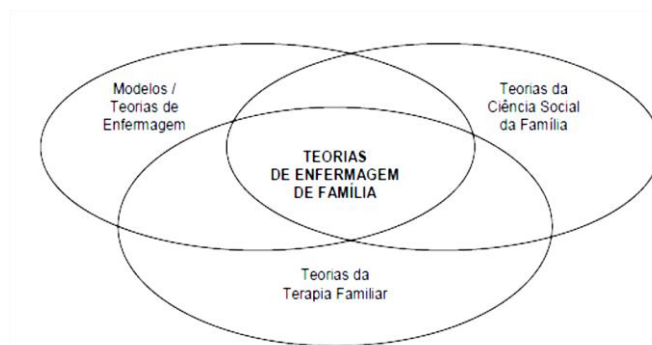 Modelos /
Teorias de
Enfermagem
Teorias da
Ciência Social
da Família
TEORIAS
DE ENFERMAGEM
DE FAMÍLIA
Teorias da
Terapia Familiar